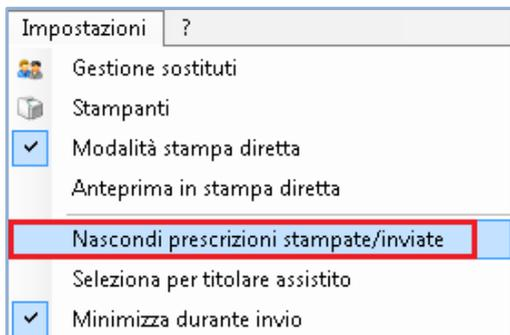 Impostazioni ?
Gestione sostituti
Stampanti
Modalità stampa diretta
Anteprima in stampa diretta
Nascondi prescrizioni stampate/inviate
Seleziona per titolare assistito
Minimizza durante invio